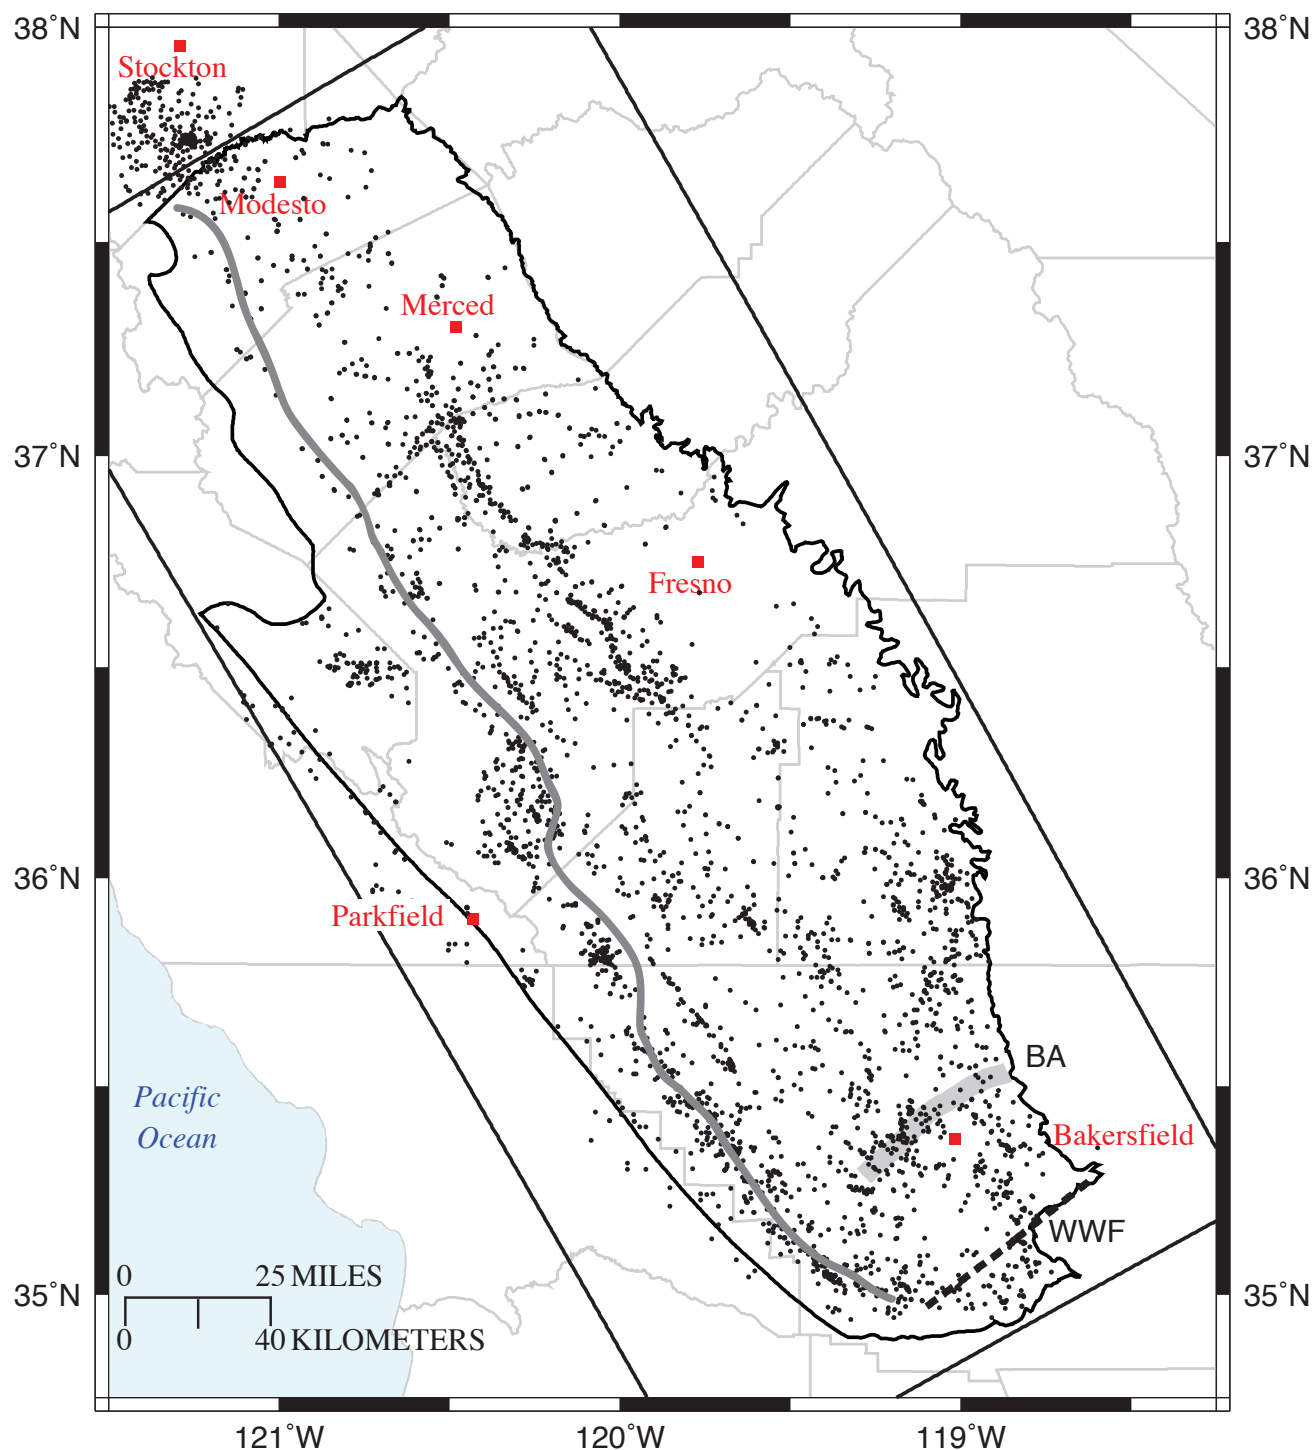 38°N
38°N
Stockton
Modesto
Merced
37°N
37°N
Fresno
36°N
36°N
Parkfield
BA
Pacific
Ocean
Bakersfield
WWF
0 25 MILES
0 40 KILOMETERS
35°N
35°N
121°W
120°W
119°W